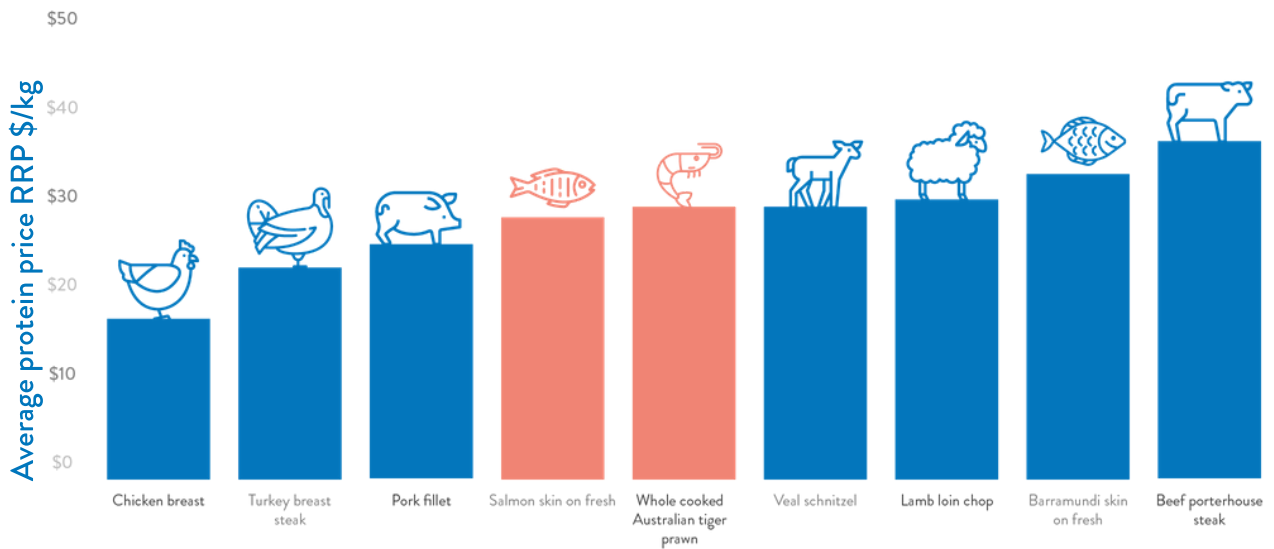 Average protein price RRP $/kg
$50
$40
$30
$20
$10
$0
Chicken breast
Turkey breast
steak
Pork fillet
Salmon skin on fresh
Whole cooked
Australian tiger
prawn
Veal schnitzel
Lamb loin chop
Barramundi skin
on fresh
Beef porterhouse
steak